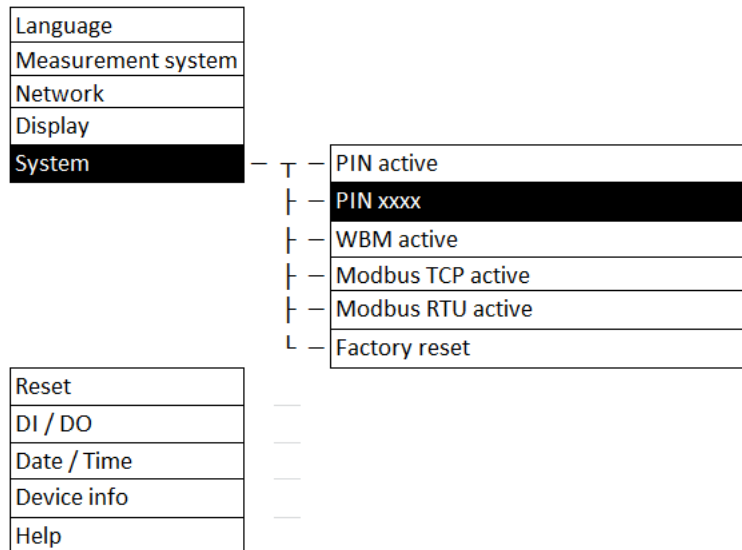 Language
Measurement system
Network
Display
System
PIN active
PIN xxxx
WBM active
Modbus TCP active
Modbus RTU active
Factory reset
Reset
DI / DO
Date / Time
Device info
Help